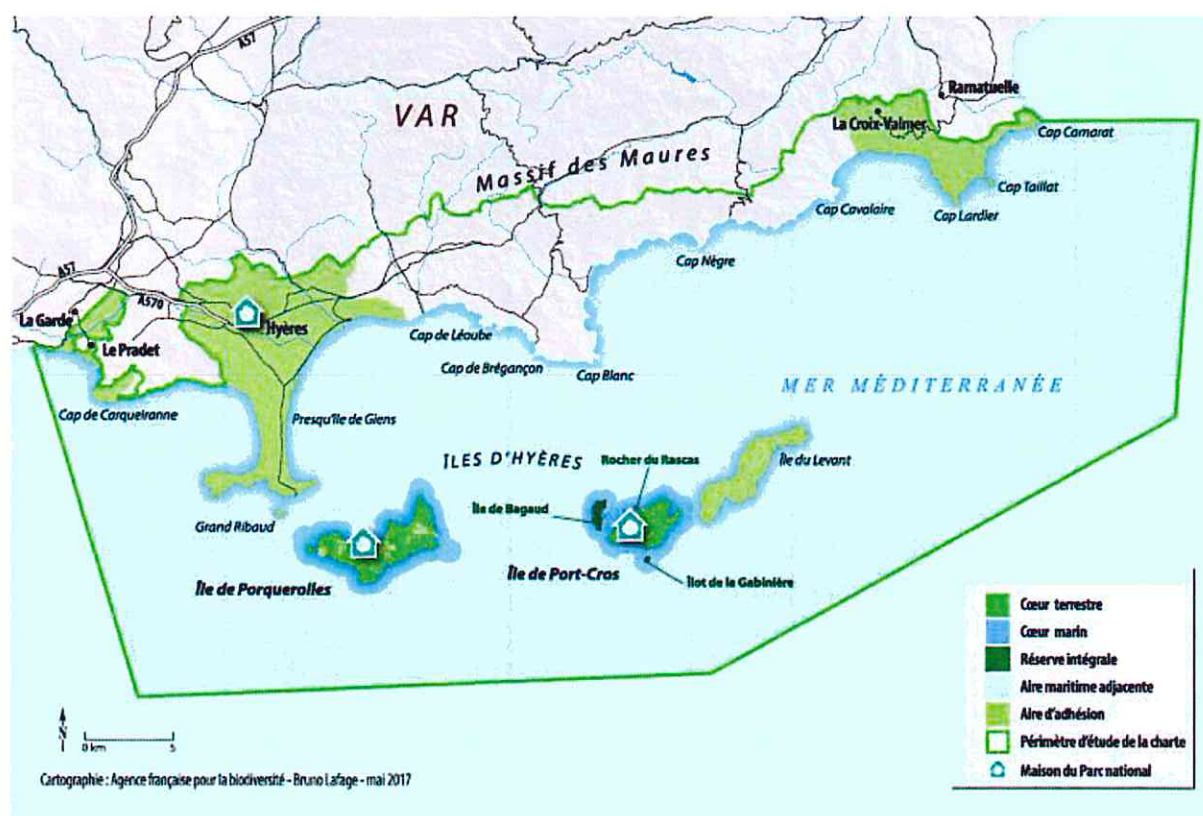 A57
VAR
Massif des Maures
Ramatuelle
La Croix-Valmer
Cap Camarat
Cap Taillat
Cap Lardier
Cap Cavalaire
Cap Nègre
A57
A570
La Garde
Hyères
Le Pradet
Cap de Léoube
Cap de Brégançon
Cap Blanc
MER MÉDITERRANÉE
Cap de Carqueiranne
Presqu'île de Giens
ÎLES D'HYÈRES
Rocher du Rascas
Île du Levant
Île de Bagaud
Grand Ribaud
Île de Port-Cros
Îlot de la Gabinière
Île de Porquerolles
Cœur terrestre
Cœur marin
Réserve intégrale
Aire maritime adjacente
Aire d'adhésion
Périmètre d'étude de la charte
Maison du Parc national
N
0 km 5
Cartographie : Agence française pour la biodiversité - Bruno Lafage - mai 2017